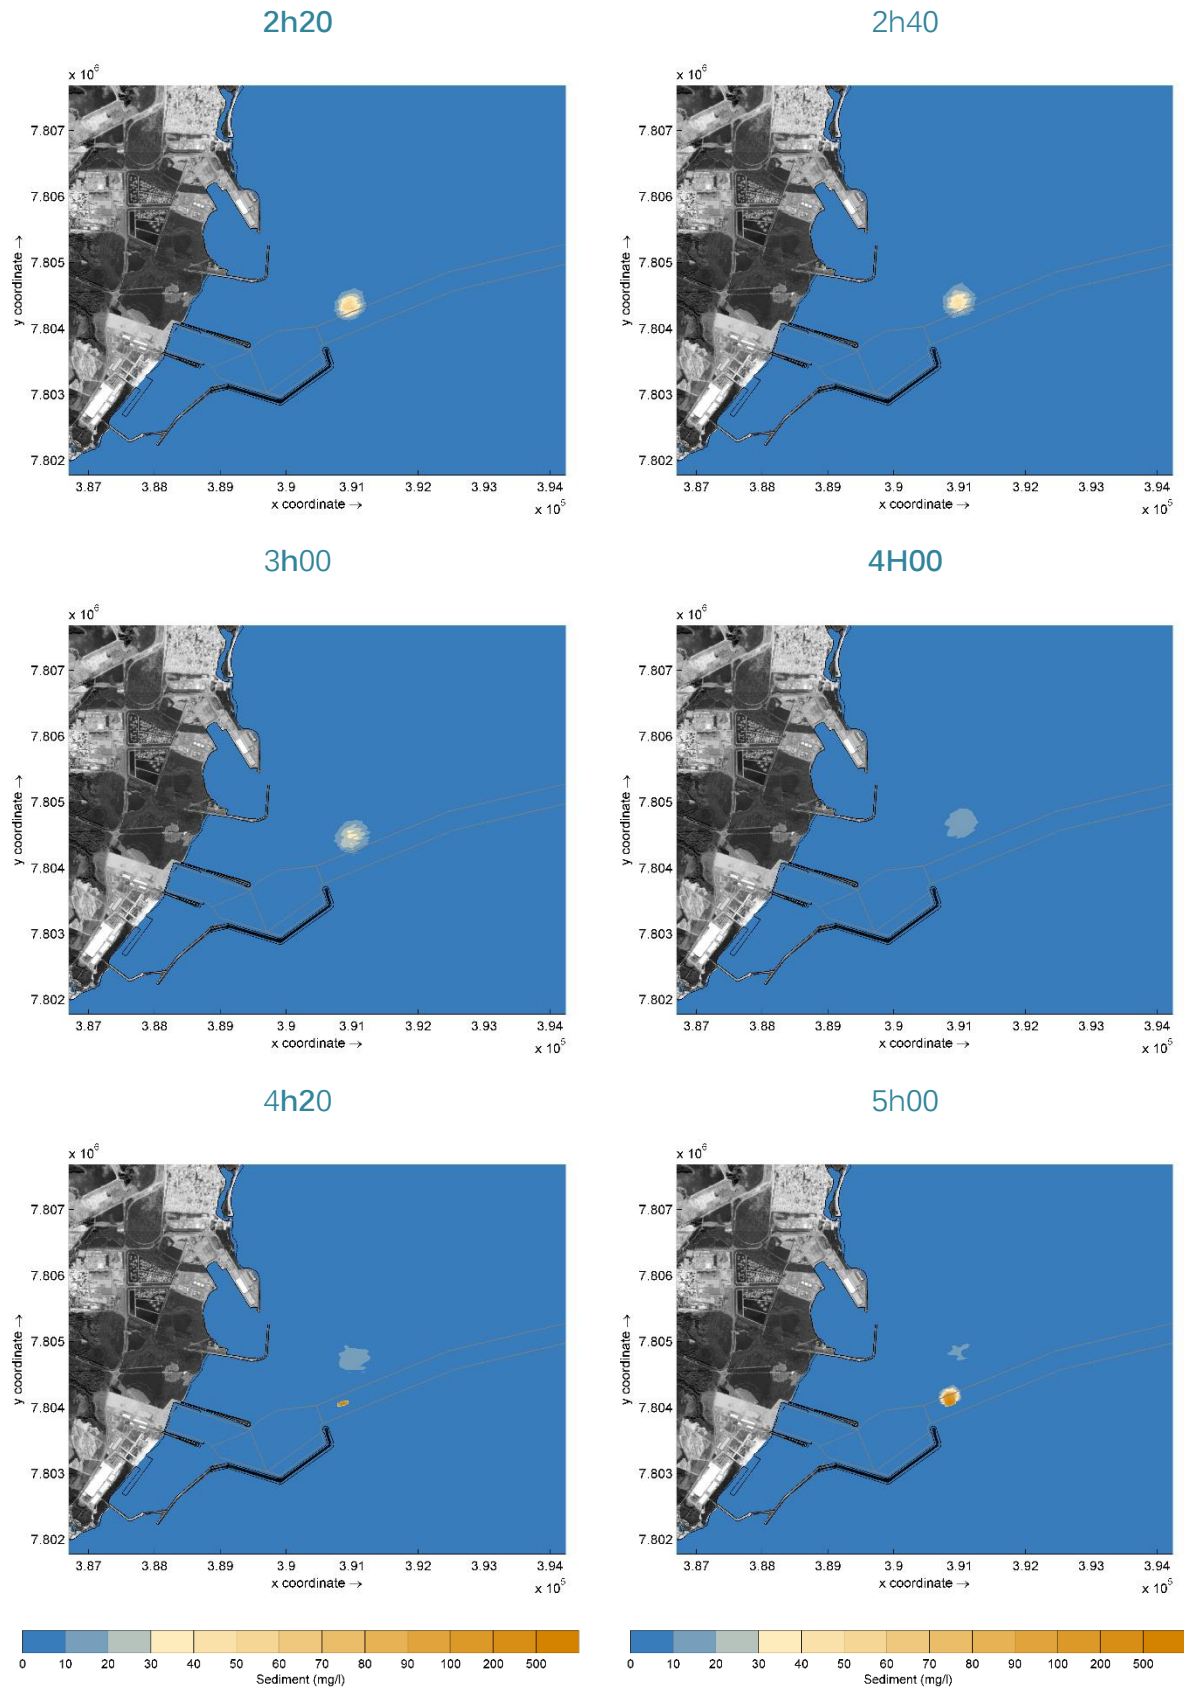 2h20 2h40
x 10^6 x 10^6
7.807 7.807
7.806 7.806
7.805 7.805
7.804 7.804
7.803 7.803
7.802 7.802
y coordinate → y coordinate →
3.87 3.88 3.89 3.9 3.91 3.92 3.93 3.94 3.87 3.88 3.89 3.9 3.91 3.92 3.93 3.94
x coordinate → x coordinate →
x 10^5 x 10^5
3h00 4H00
x 10^6 x 10^6
7.807 7.807
7.806 7.806
7.805 7.805
7.804 7.804
7.803 7.803
7.802 7.802
y coordinate → y coordinate →
3.87 3.88 3.89 3.9 3.91 3.92 3.93 3.94 3.87 3.88 3.89 3.9 3.91 3.92 3.93 3.94
x coordinate → x coordinate →
x 10^5 x 10^5
4h20 5h00
x 10^6 x 10^6
7.807 7.807
7.806 7.806
7.805 7.805
7.804 7.804
7.803 7.803
7.802 7.802
y coordinate → y coordinate →
3.87 3.88 3.89 3.9 3.91 3.92 3.93 3.94 3.87 3.88 3.89 3.9 3.91 3.92 3.93 3.94
x coordinate → x coordinate →
x 10^5 x 10^5
0 10 20 30 40 50 60 70 80 90 100 200 500 0 10 20 30 40 50 60 70 80 90 100 200 500
Sediment (mg/l) Sediment (mg/l)